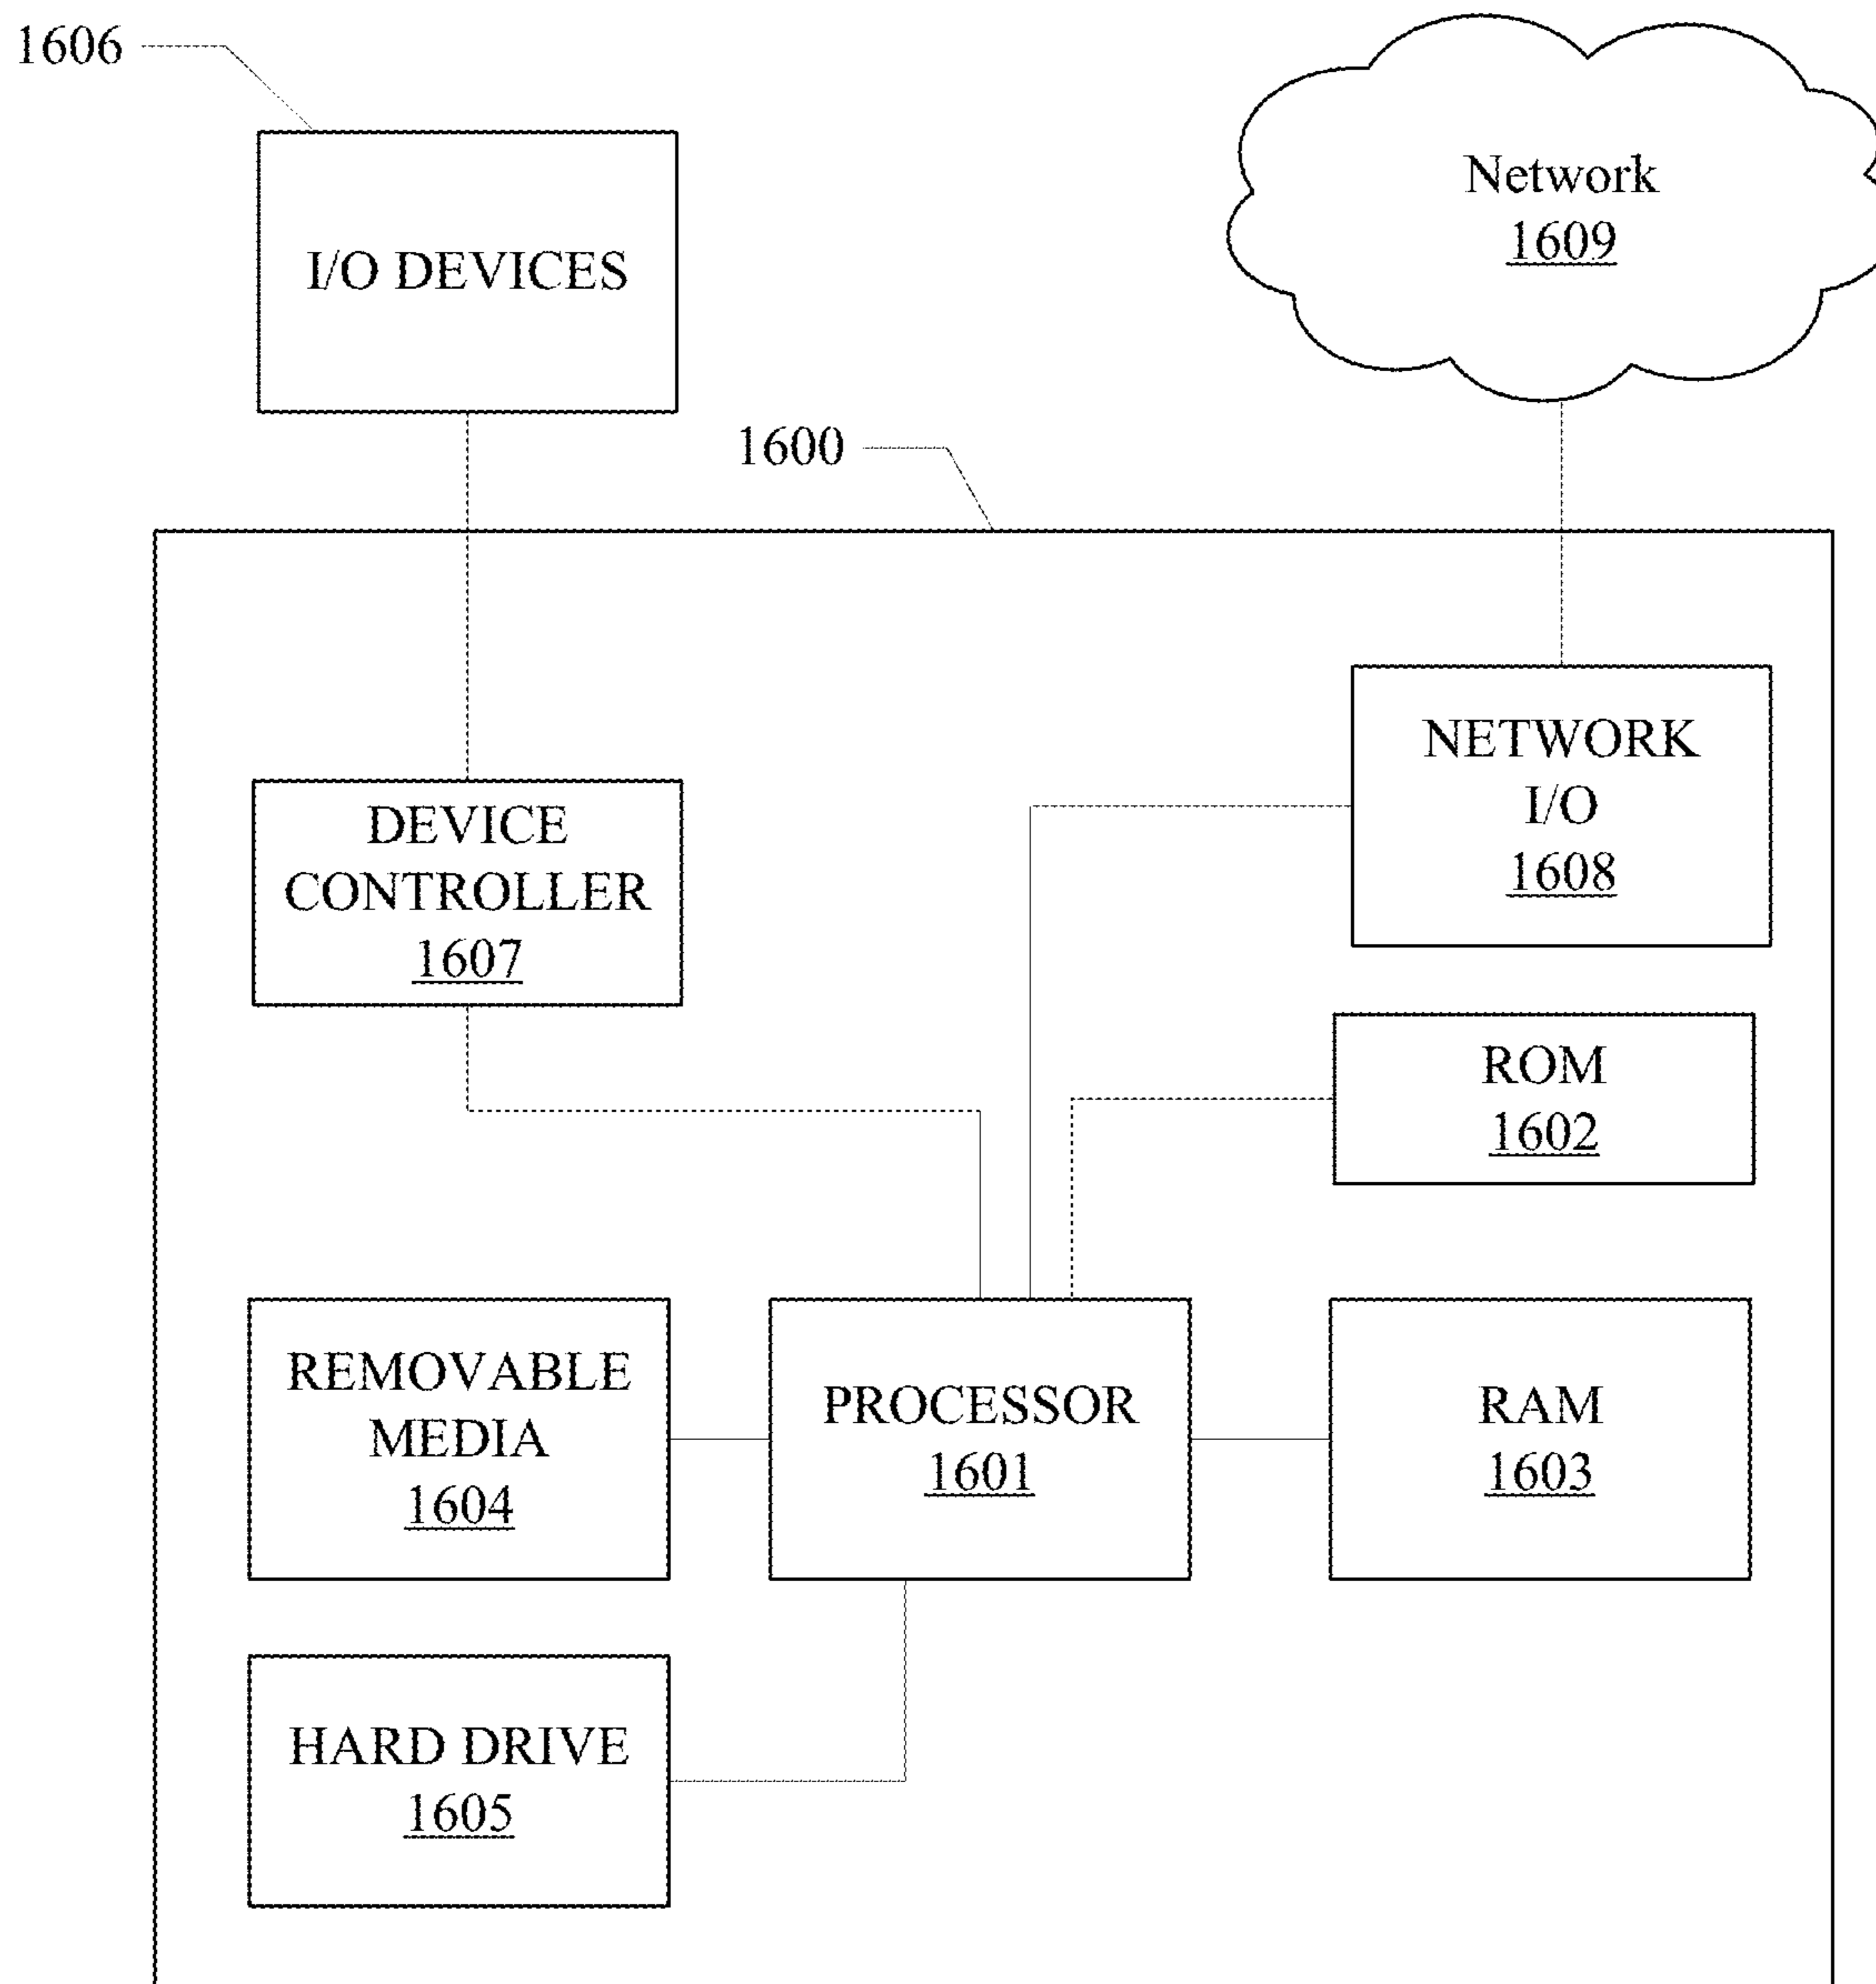 1606
I/O DEVICES
Network
1609
1600
NETWORK
I/O
1608
DEVICE
CONTROLLER
1607
ROM
1602
REMOVABLE
MEDIA
1604
PROCESSOR
1601
RAM
1603
HARD DRIVE
1605